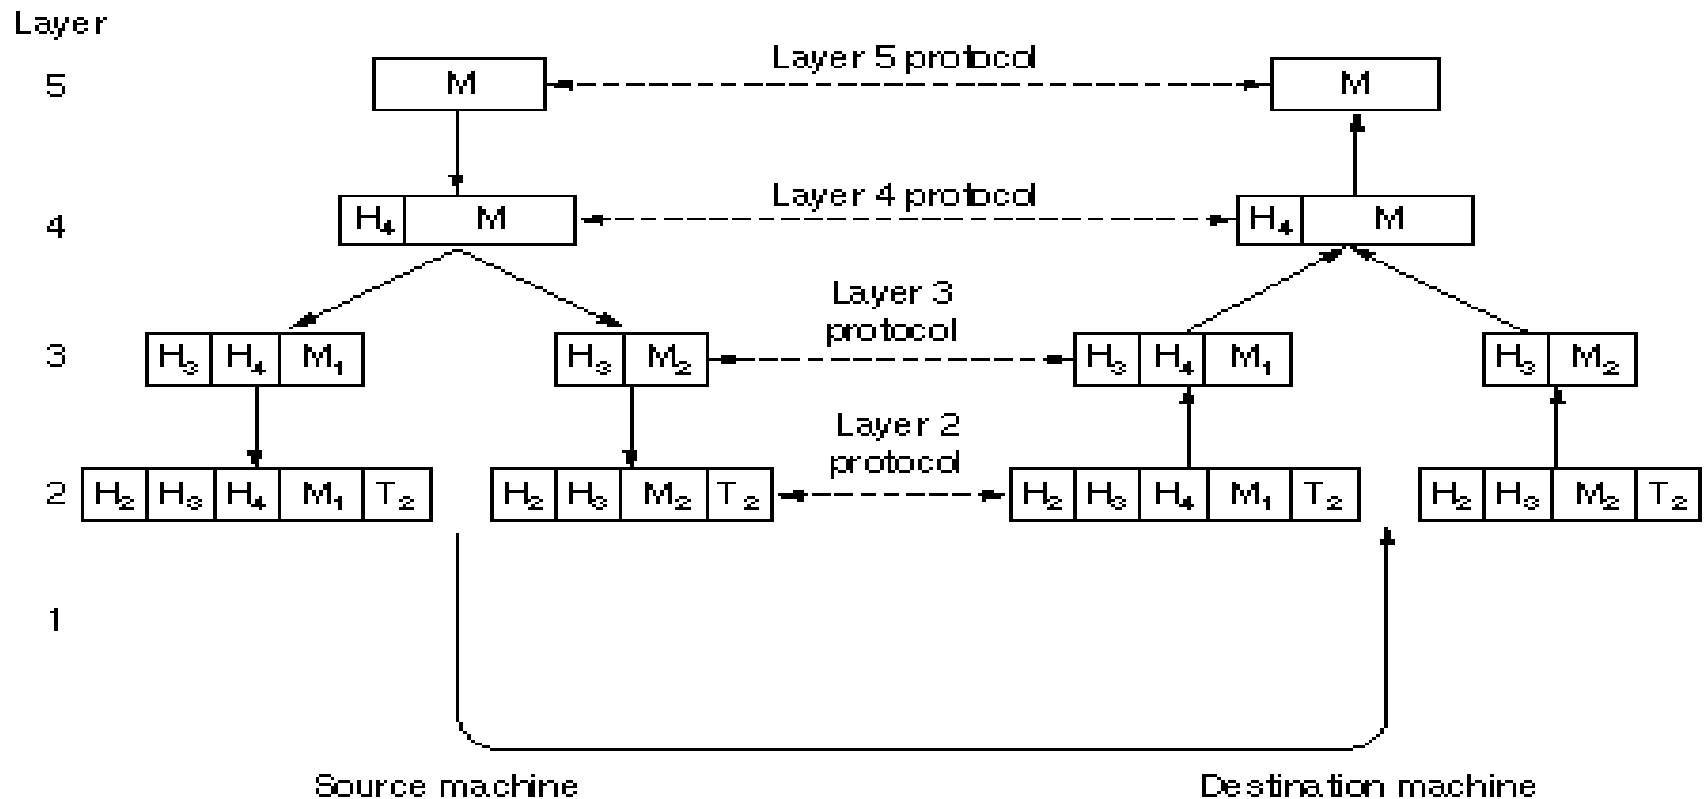 Layer
5 M Layer 5 protocol M
4 H₄ M Layer 4 protocol H₄ M
Layer 3
protocol
3 H₃ H₄ M₁ H₃ M₂ H₃ H₄ M₁ H₃ M₂
Layer 2
protocol
2 H₂ H₃ H₄ M₁ T₂ H₂ H₃ M₂ T₂ H₂ H₃ H₄ M₁ T₂ H₂ H₃ M₂ T₂
1
Source machine Destination machine